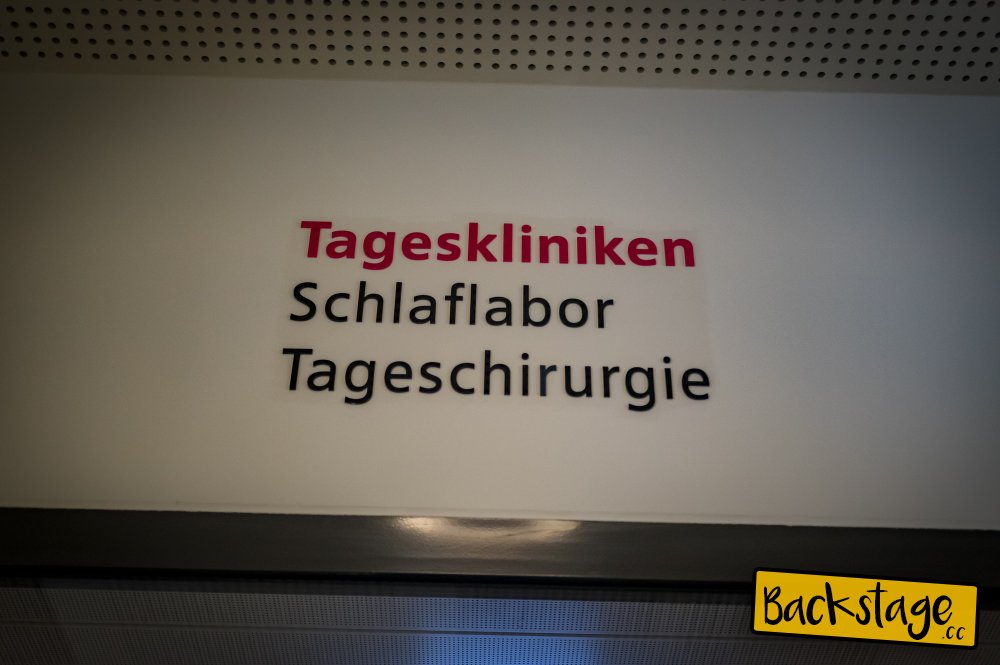 Tageskliniken
Schlaflabor
Tageschirurgie
Backstage
.cc